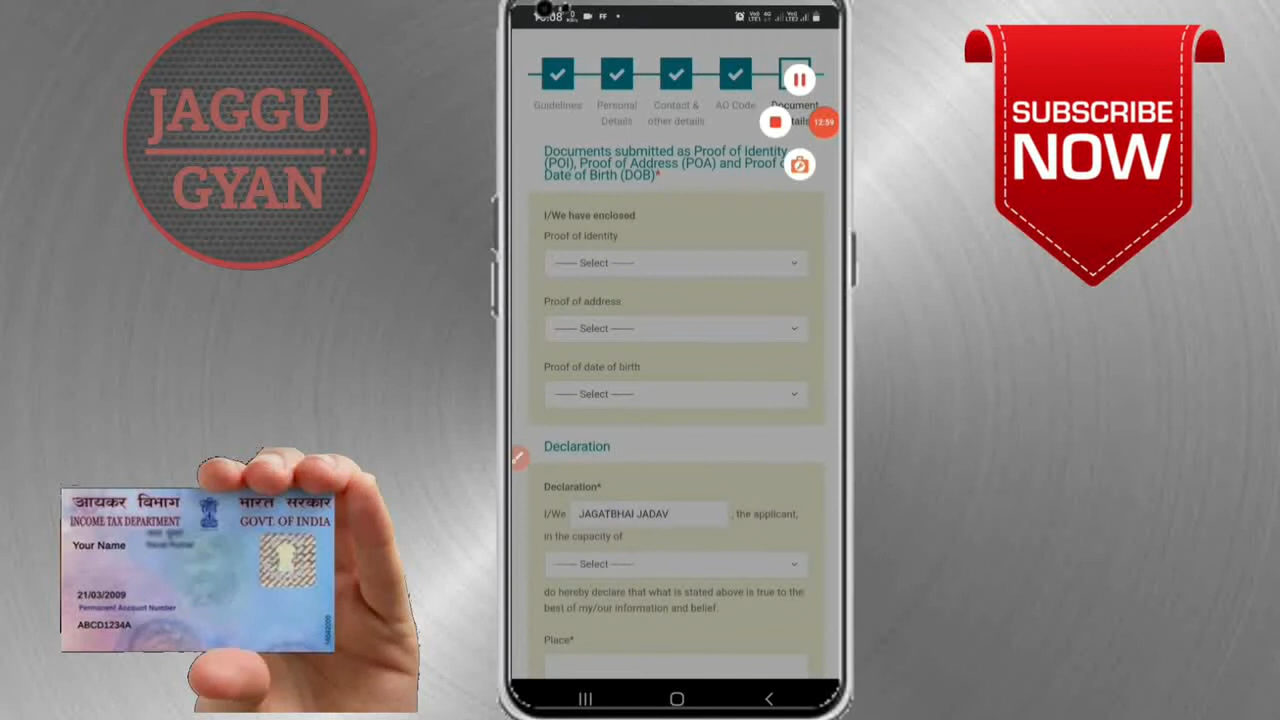 JAGGU
GYAN
SUBSCRIBE
NOW
FF
12:59
Guidelines
Personal
Details
Contact &
other details
AO Code
Document
Documents submitted as Proof of Identity
(POI), Proof of Address (POA) and Proof
Date of Birth (DOB)*
I/We have enclosed
Proof of identity
------ Select ------
Proof of address
------ Select ------
Proof of date of birth
------ Select ------
Declaration
Declaration*
I/We JAGATBHAI JADAV , the applicant,
in the capacity of
------ Select ------
do hereby declare that what is stated above is true to the
best of my/our information and belief.
Place*
आयकर विभाग
INCOME TAX DEPARTMENT
भारत सरकार
GOVT. OF INDIA
Your Name
21/03/2009
Permanent Account Number
ABCD1234A